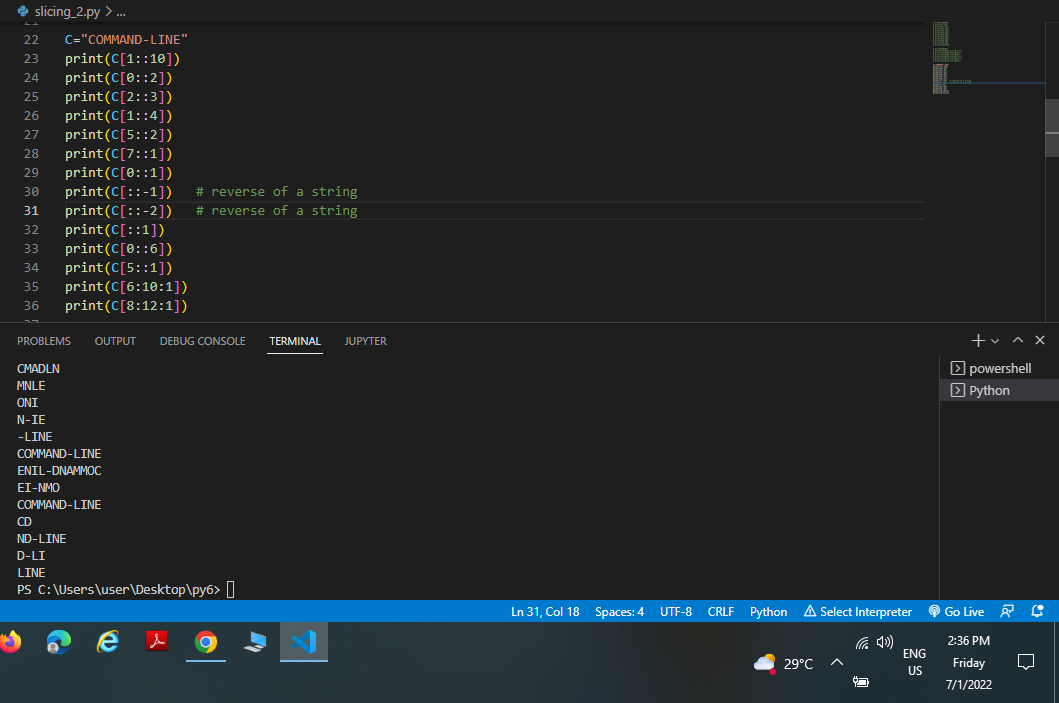 slicing_2.py > ...
22 C="COMMAND-LINE"
23 print(C[1::10])
24 print(C[0::2])
25 print(C[2::3])
26 print(C[1::4])
27 print(C[5::2])
28 print(C[7::1])
29 print(C[0::1])
30 print(C[::-1])   # reverse of a string
31 print(C[::-2])   # reverse of a string
32 print(C[::1])
33 print(C[0::6])
34 print(C[5::1])
35 print(C[6:10:1])
36 print(C[8:12:1])
PROBLEMS OUTPUT DEBUG CONSOLE TERMINAL JUPYTER
CMADLN
MNLE
ONI
N-IE
-LINE
COMMAND-LINE
ENIL-DNAMMOC
EI-NMO
COMMAND-LINE
CD
ND-LINE
D-LI
LINE
PS C:\Users\user\Desktop\py6>
powershell
Python
Ln 31, Col 18 Spaces: 4 UTF-8 CRLF Python Select Interpreter Go Live
29°C
ENG
US
2:36 PM
Friday
7/1/2022